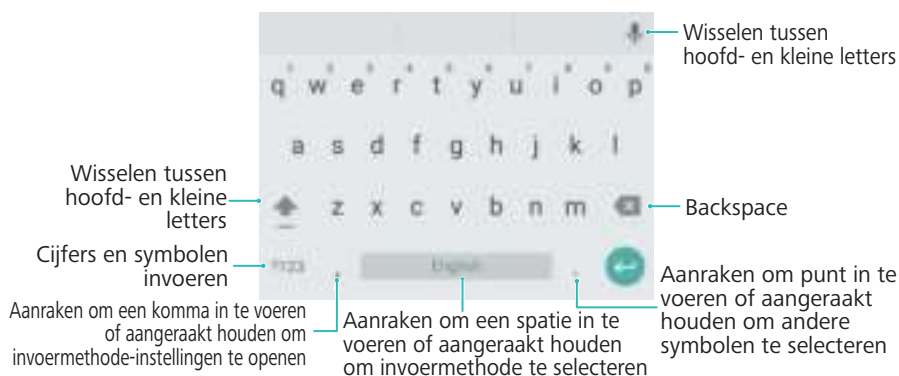 Wisselen tussen
hoofd- en kleine letters
q w e r t y u i o p
a s d f g h j k l
Wisselen tussen
hoofd- en kleine
letters
z x c v b n m
Backspace
Cijfers en symbolen
invoeren
?123 , English .
Aanraken om een komma in te voeren
of aangeraakt houden om
invoermethode-instellingen te openen
Aanraken om een spatie in te
voeren of aangeraakt houden
om invoermethode te selecteren
Aanraken om punt in te
voeren of aangeraakt
houden om andere
symbolen te selecteren